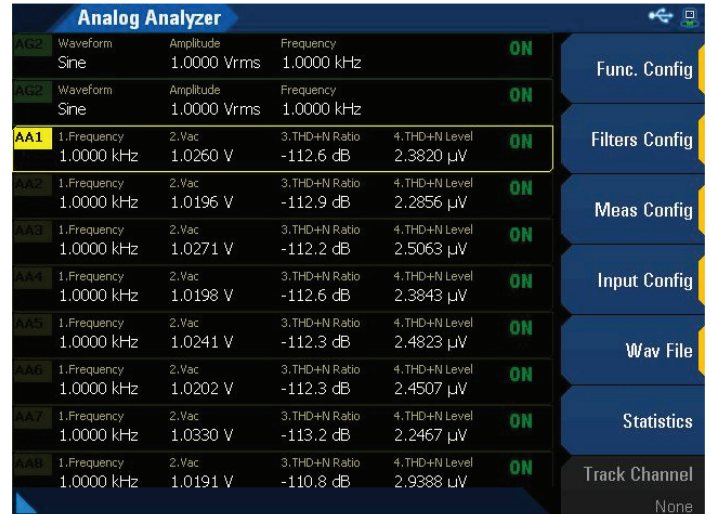 Analog Analyzer
AG2 Waveform Amplitude Frequency ON
Sine 1.0000 Vrms 1.0000 kHz
AG2 Waveform Amplitude Frequency ON
Sine 1.0000 Vrms 1.0000 kHz
AA1 1.Frequency 2.Vac 3.THD+N Ratio 4.THD+N Level ON
1.0000 kHz 1.0260 V -112.6 dB 2.3820 µV
AA2 1.Frequency 2.Vac 3.THD+N Ratio 4.THD+N Level ON
1.0000 kHz 1.0196 V -112.9 dB 2.2856 µV
AA3 1.Frequency 2.Vac 3.THD+N Ratio 4.THD+N Level ON
1.0000 kHz 1.0271 V -112.2 dB 2.5063 µV
AA4 1.Frequency 2.Vac 3.THD+N Ratio 4.THD+N Level ON
1.0000 kHz 1.0198 V -112.6 dB 2.3843 µV
AA5 1.Frequency 2.Vac 3.THD+N Ratio 4.THD+N Level ON
1.0000 kHz 1.0241 V -112.3 dB 2.4823 µV
AA6 1.Frequency 2.Vac 3.THD+N Ratio 4.THD+N Level ON
1.0000 kHz 1.0202 V -112.3 dB 2.4507 µV
AA7 1.Frequency 2.Vac 3.THD+N Ratio 4.THD+N Level ON
1.0000 kHz 1.0330 V -113.2 dB 2.2467 µV
AA8 1.Frequency 2.Vac 3.THD+N Ratio 4.THD+N Level ON
1.0000 kHz 1.0191 V -110.8 dB 2.9388 µV
Func. Config
Filters Config
Meas Config
Input Config
Wav File
Statistics
Track Channel
None